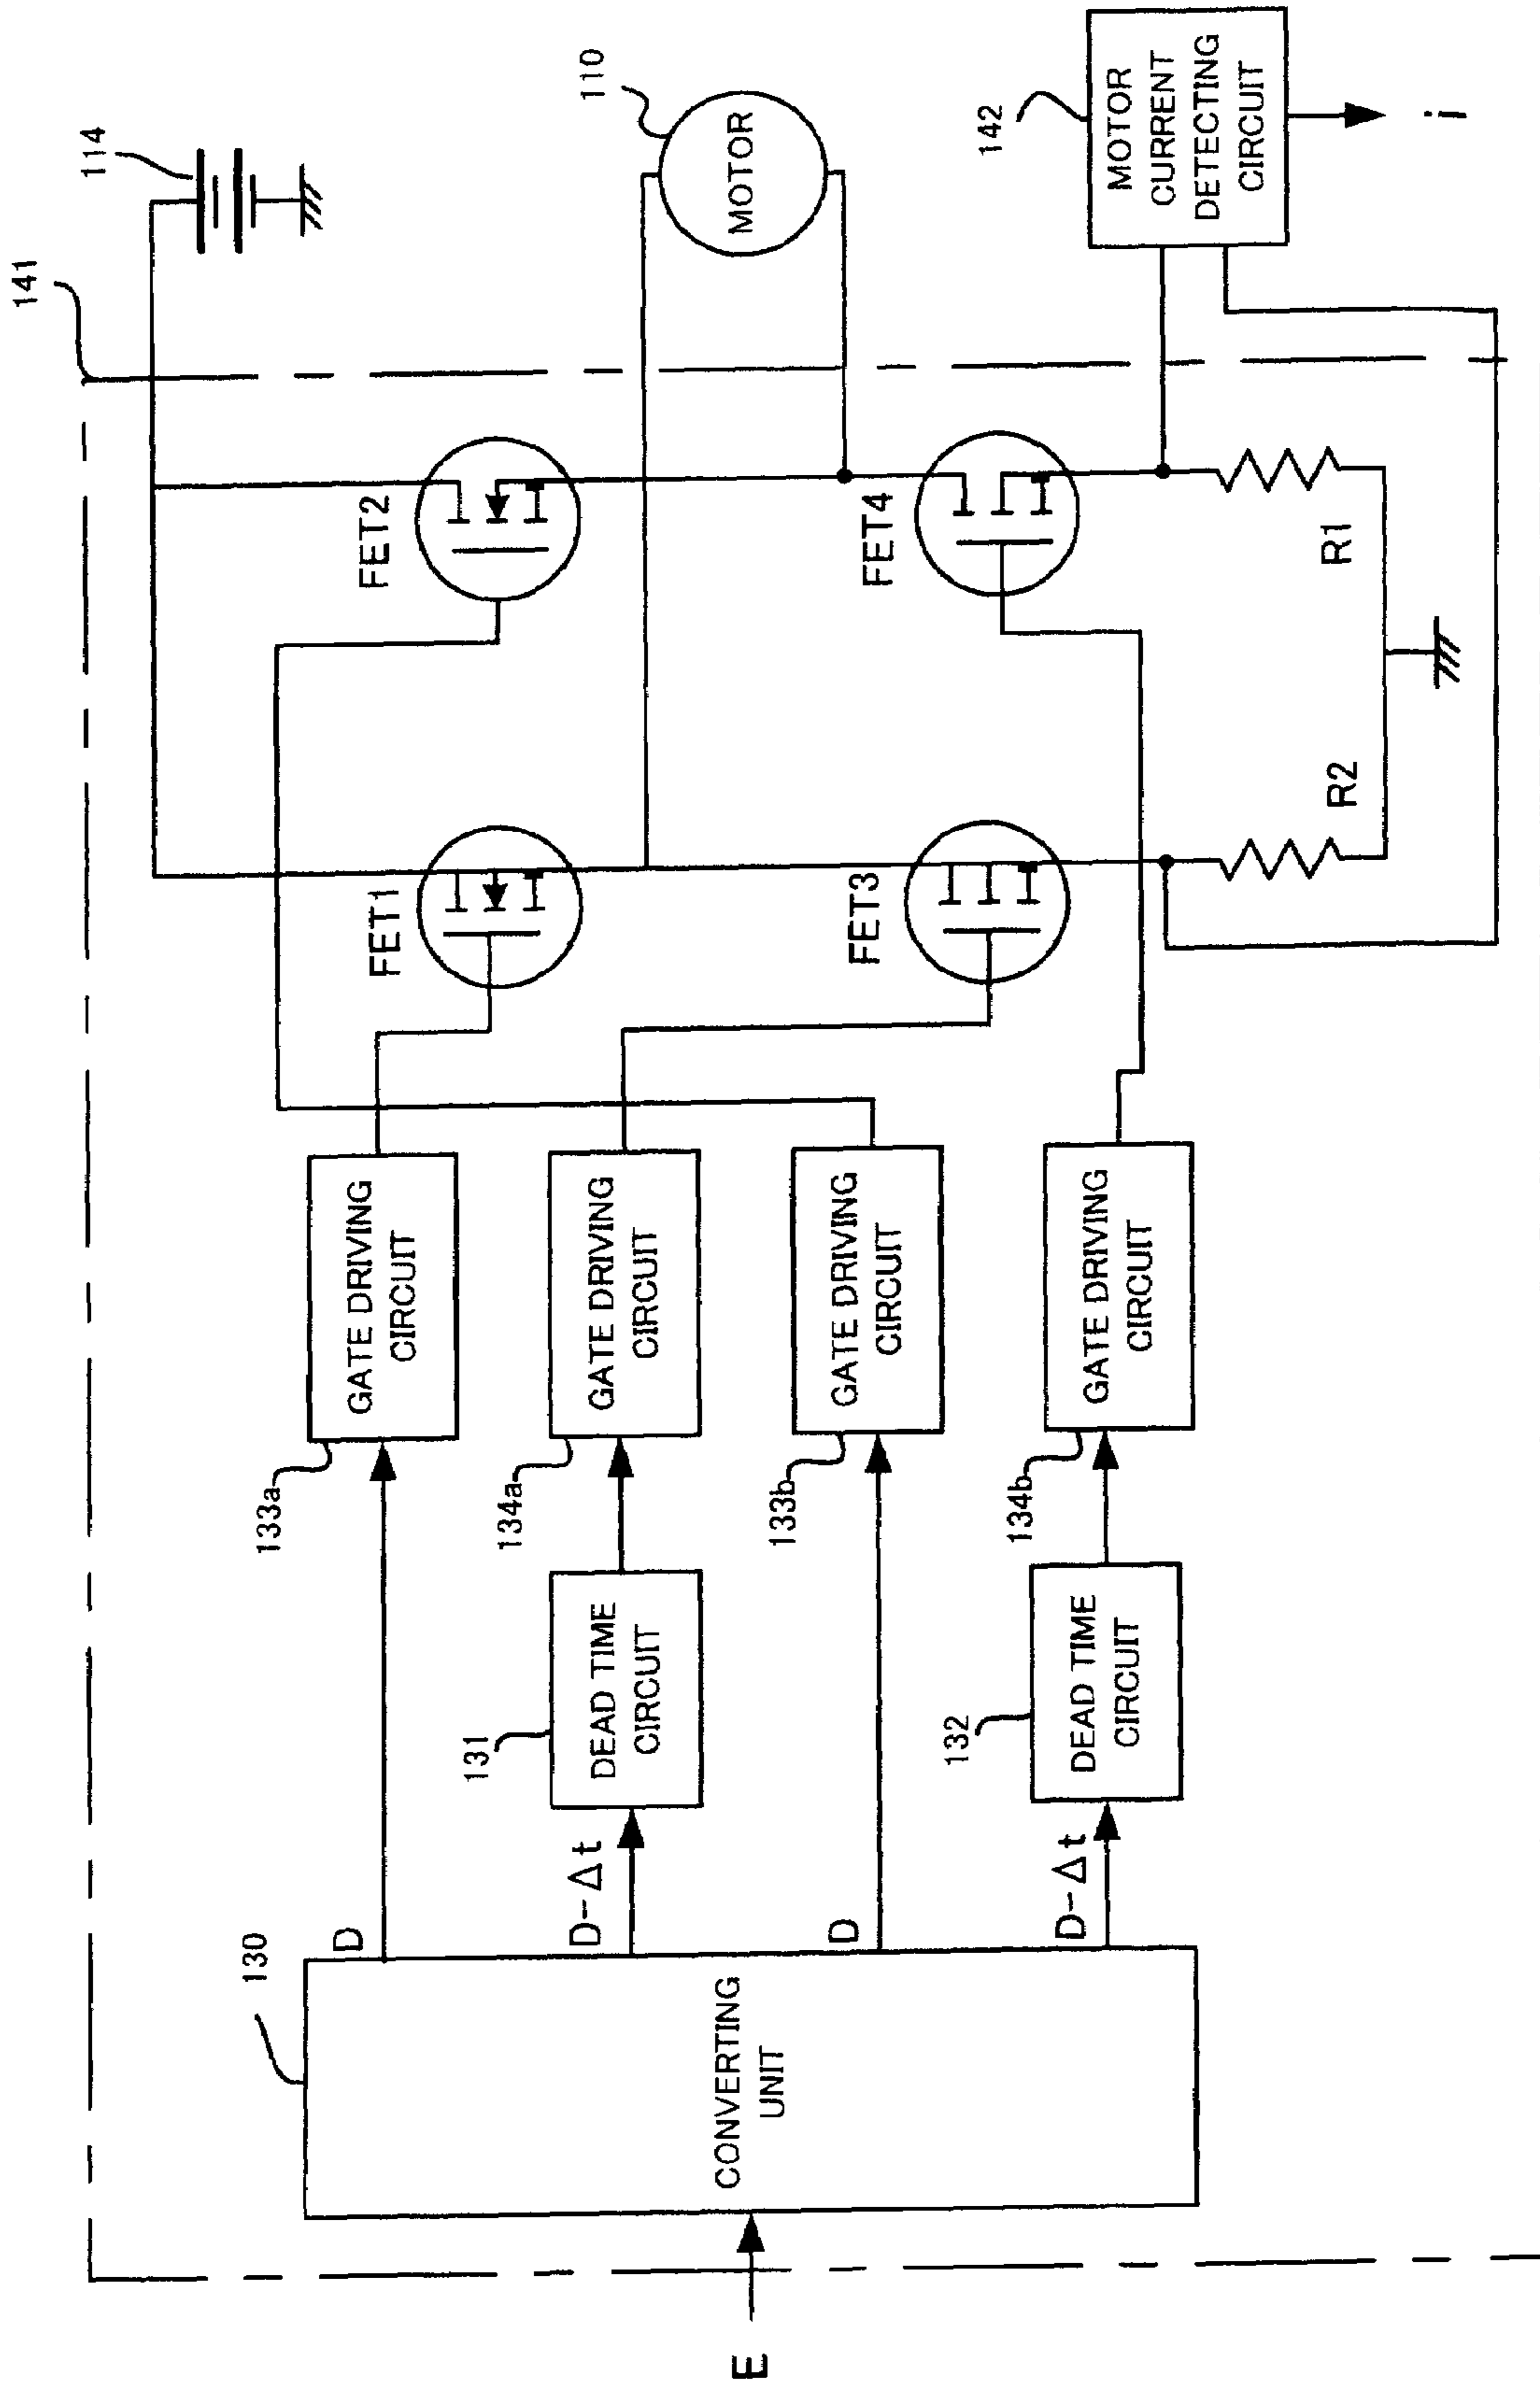 E
130
CONVERTING
UNIT
D
D-Δt
D
D-Δt
131
DEAD TIME
CIRCUIT
132
DEAD TIME
CIRCUIT
133a
GATE DRIVING
CIRCUIT
134a
GATE DRIVING
CIRCUIT
133b
GATE DRIVING
CIRCUIT
134b
GATE DRIVING
CIRCUIT
FET1
FET2
FET3
FET4
R2
R1
141
114
110
MOTOR
142
MOTOR
CURRENT
DETECTING
CIRCUIT
i